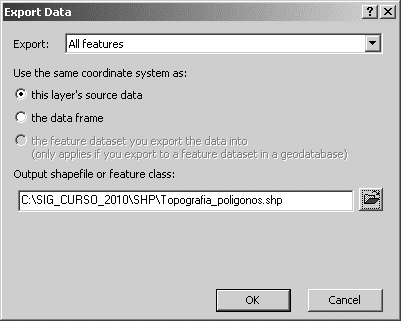 Export Data
Export: All features
Use the same coordinate system as:
this layer's source data
the data frame
the feature dataset you export the data into
(only applies if you export to a feature dataset in a geodatabase)
Output shapefile or feature class:
C:\SIG_CURSO_2010\SHP\Topografia_poligonos.shp
OK Cancel